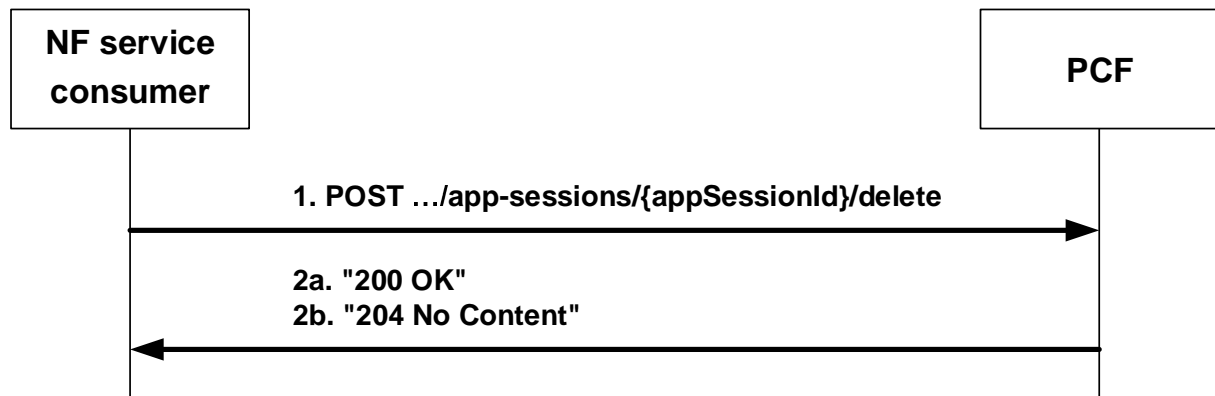 NF service
consumer
PCF
1. POST …/app-sessions/{appSessionId}/delete
2a. "200 OK"
2b. "204 No Content"